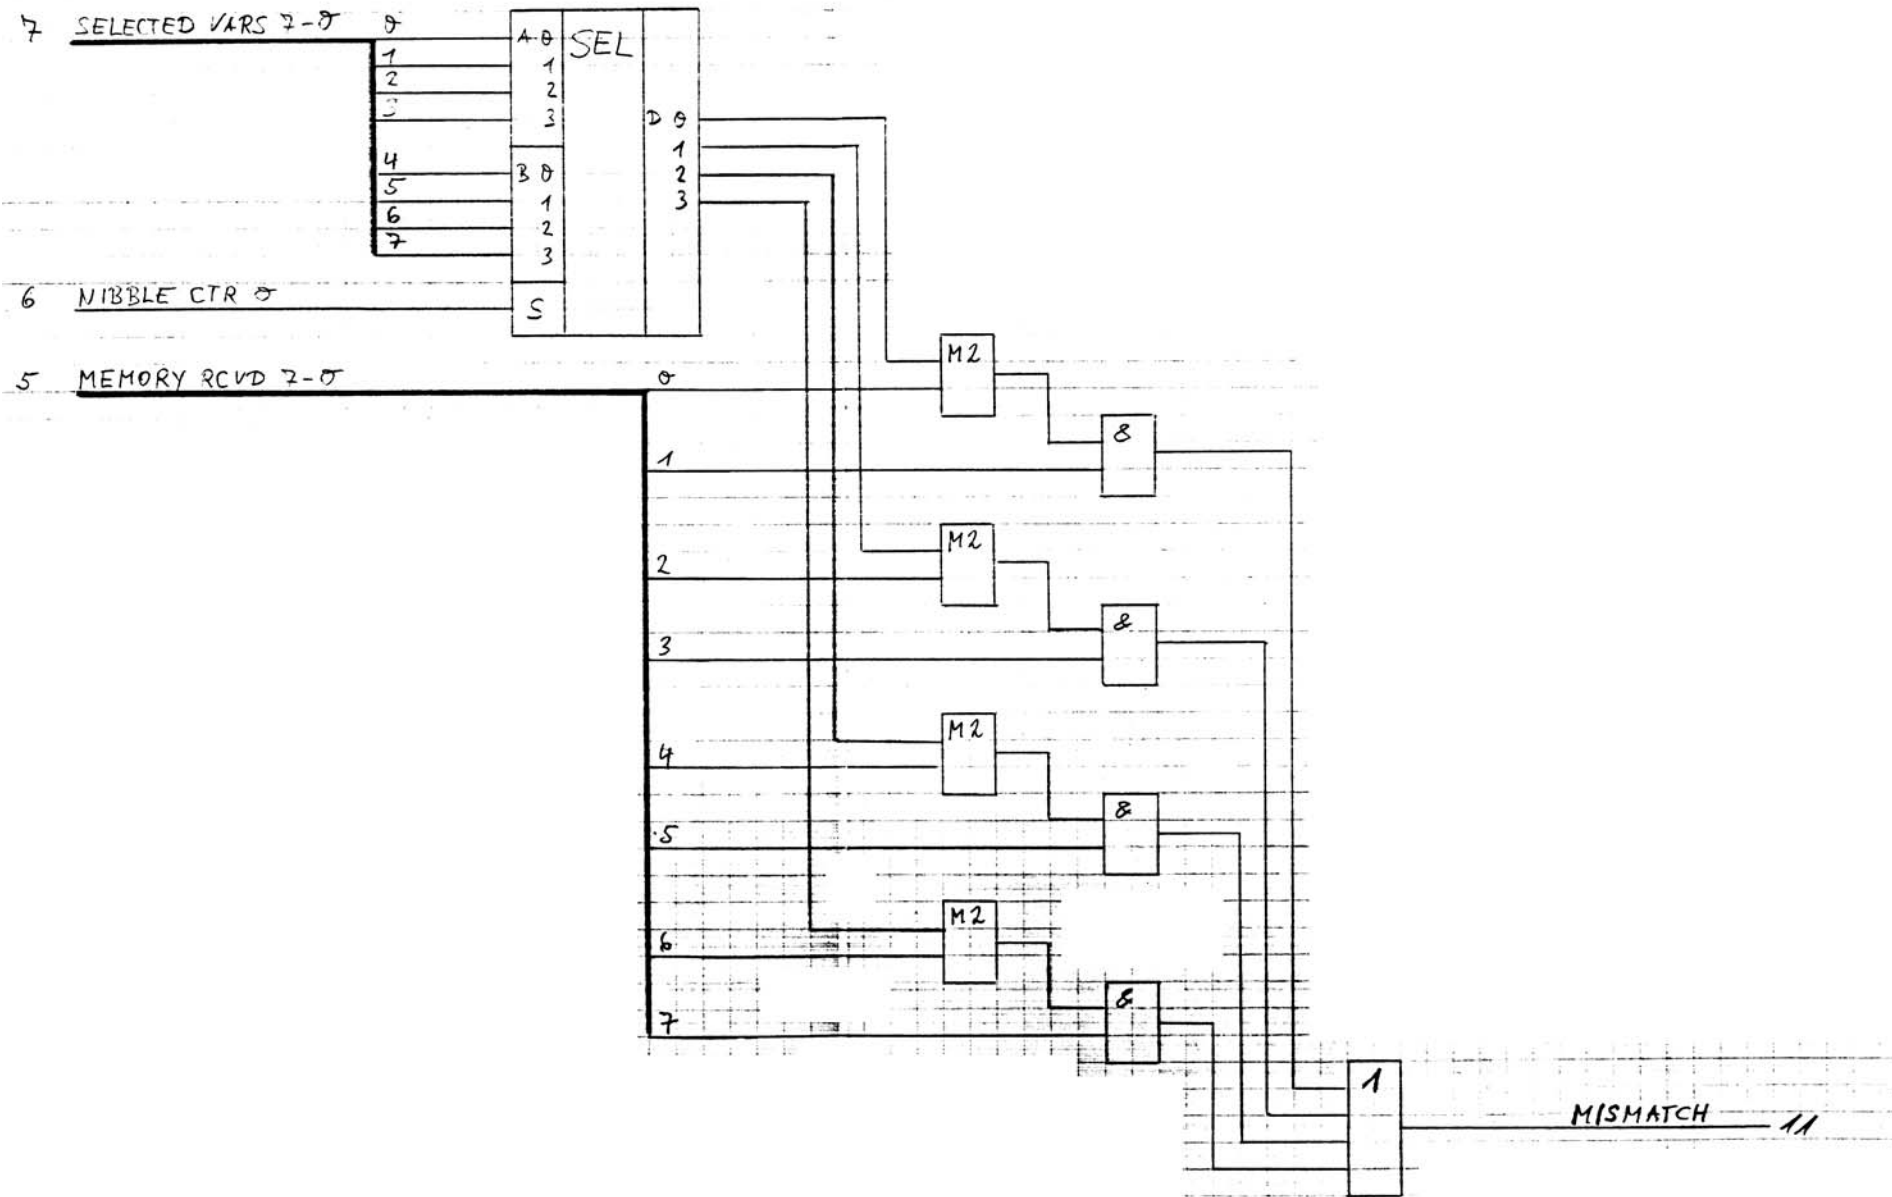 7 SELECTED VARS 7-0 0
A 0 SEL
1 1
2 2
3 3
D 0
1
4 B 0 2
5 1 3
6 2
7 3
6 NIBBLE CTR 0 S
M2
5 MEMORY RCVD 7-0 0
&
1
M2
2
&
3
M2
4
&
5
M2
6
&
7
1
MISMATCH 11